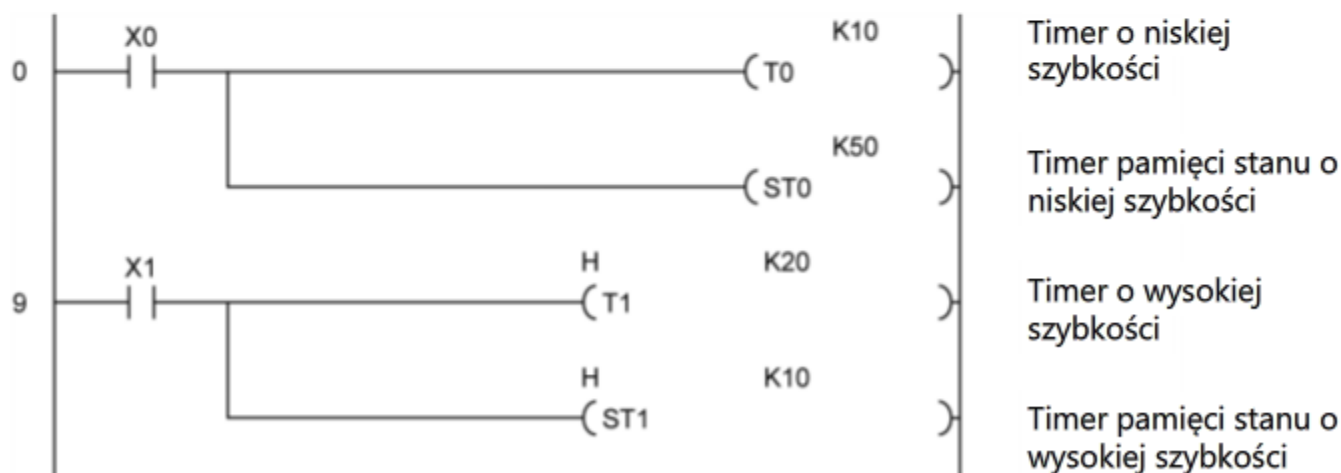 X0
K10
0
T0
Timer o niskiej
szybkości
K50
ST0
Timer pamięci stanu o
niskiej szybkości
X1
H
K20
9
T1
Timer o wysokiej
szybkości
H
K10
ST1
Timer pamięci stanu o
wysokiej szybkości